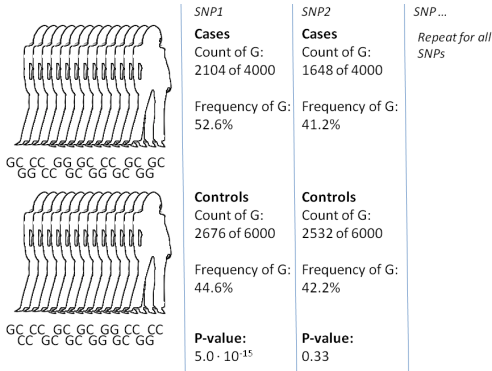 SNP1
Cases
Count of G:
2104 of 4000
Frequency of G:
52.6%
Controls
Count of G:
2676 of 6000
Frequency of G:
44.6%
P-value:
5.0 · 10-15
SNP2
Cases
Count of G:
1648 of 4000
Frequency of G:
41.2%
Controls
Count of G:
2532 of 6000
Frequency of G:
42.2%
P-value:
0.33
SNP ...
Repeat for all
SNPs
GC CC GG GC CC GC GC
GG CC GC GG GC GG
GC CC GC GC GG CC CC
CC GC GG GC GC GG